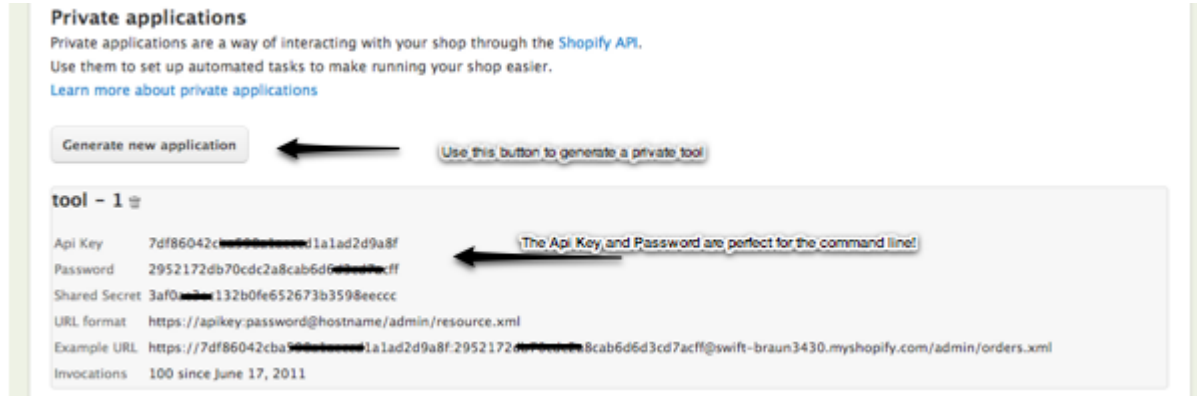 Private applications
Private applications are a way of interacting with your shop through the Shopify API.
Use them to set up automated tasks to make running your shop easier.
Learn more about private applications
Generate new application
Use this button to generate a private tool
tool - 1
Api Key
The Api Key and Password are perfect for the command line!
Password
Shared Secret
URL format https://apikey:password@hostname/admin/resource.xml
Example URL
Invocations 100 since June 17, 2011